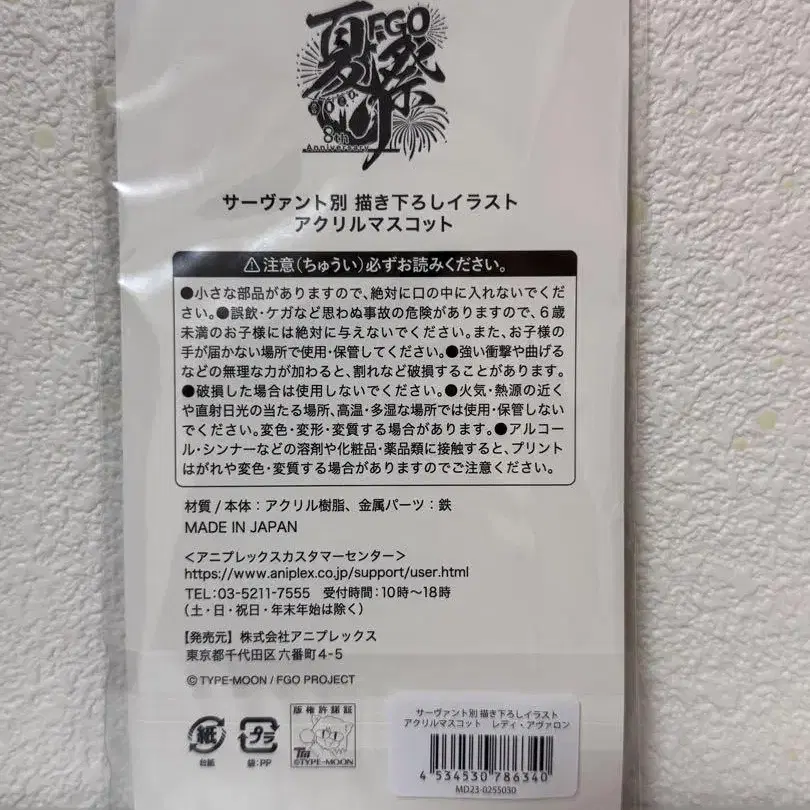 FGO
夏祭
2023
8th
Anniversary
サーヴァント別 描き下ろしイラスト
アクリルマスコット
⚠注意(ちゅうい)必ずお読みください。
●小さな部品がありますので、絶対に口の中に入れないでくだ
さい。●誤飲・ケガなど思わぬ事故の危険がありますので、6歳
未満のお子様には絶対に与えないでください。また、お子様の
手が届かない場所で使用・保管してください。●強い衝撃や曲げる
などの無理な力が加わると、割れなど破損することがあります。
●破損した場合は使用しないでください。●火気・熱源の近く
や直射日光の当たる場所、高温・多湿な場所では使用・保管しない
でください。変色・変形・変質する場合があります。●アルコー
ル・シンナーなどの溶剤や化粧品・薬品類に接触すると、プリント
はがれや変色・変質する場合がありますのでご注意ください。
材質/本体:アクリル樹脂、金属パーツ:鉄
MADE IN JAPAN
<アニプレックスカスタマーセンター>
https://www.aniplex.co.jp/support/user.html
TEL:03-5211-7555 受付時間:10時〜18時
(土・日・祝日・年末年始は除く)
【発売元】株式会社アニプレックス
東京都千代田区六番町4-5
©TYPE-MOON / FGO PROJECT
紙
台紙
プラ
袋:PP
版権許諾証
TM
©TYPE-MOON
サーヴァント別 描き下ろしイラスト
アクリルマスコット レディ・アヴァロン
4 534530 786340
MD23-0255030